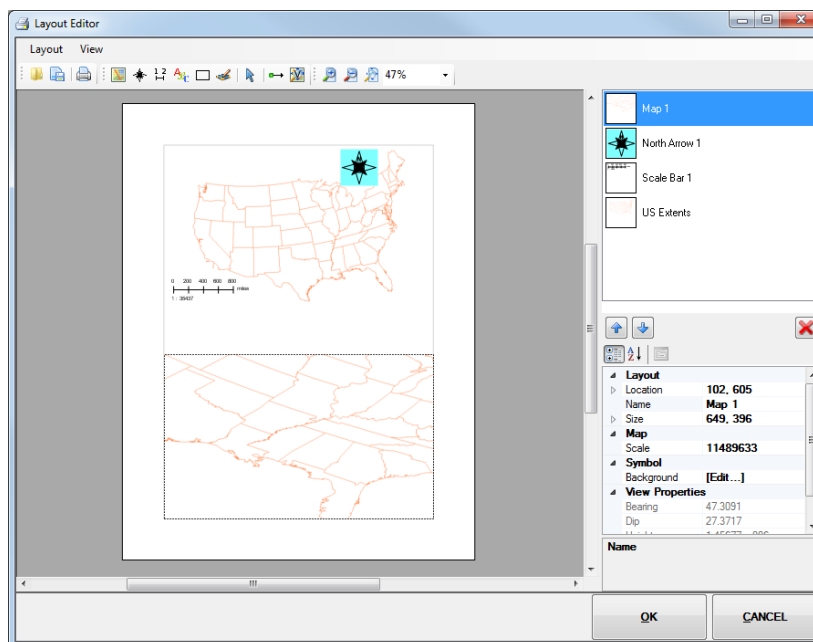 Layout Editor
Layout View
47%
Map 1
North Arrow 1
Scale Bar 1
US Extents
0 200 400 600 800
miles
1 : 35437
Layout
Location 102, 605
Name Map 1
Size 649, 396
Map
Scale 11489633
Symbol
Background [Edit...]
View Properties
Bearing 47.3091
Dip 27.3717
Name
OK CANCEL